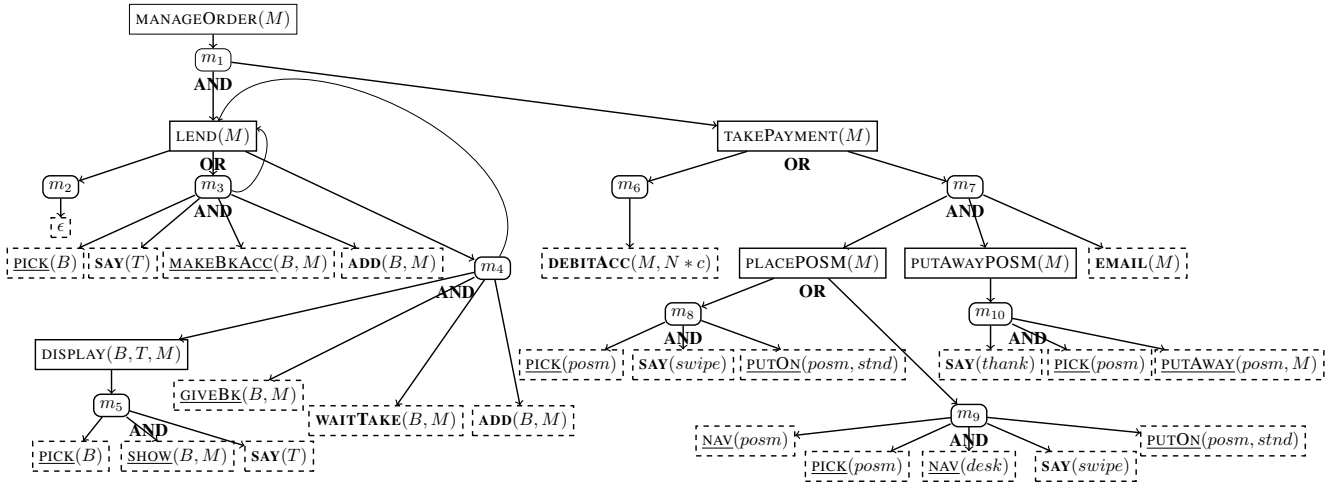 MANAGEORDER(M)
m1
AND
LEND(M) TAKEPAYMENT(M)
OR OR
m2 m3 m6 m7
AND AND
ϵ
PICK(B) SAY(T) MAKEBKACC(B, M) ADD(B, M) m4 DEBITACC(M, N ∗ c) PLACEPOSM(M) PUTAWAYPOSM(M) EMAIL(M)
AND OR
m8 m10
AND AND
DISPLAY(B, T, M) PICK(posm) SAY(swipe) PUTON(posm, stnd) SAY(thank) PICK(posm) PUTAWAY(posm, M)
GIVEBK(B, M)
m5 WAITTAKE(B, M) ADD(B, M) m9
AND AND
NAV(posm) PUTON(posm, stnd)
PICK(B) SHOW(B, M) SAY(T) PICK(posm) NAV(desk) SAY(swipe)